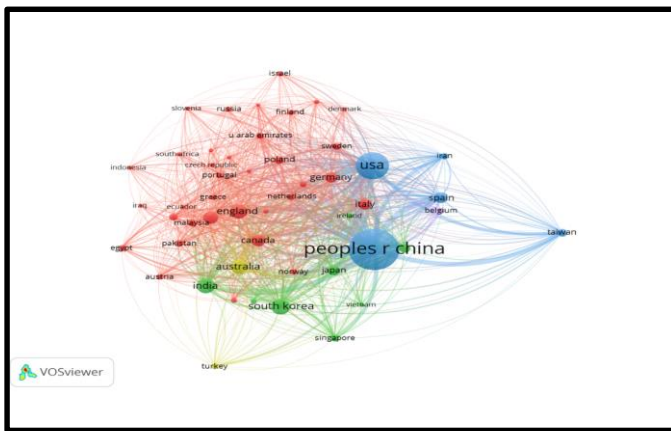 israel
slovenia
russia
finland
denmark
u arab emirates
sweden
south africa
poland
czech republic
indonesia
portugal
germany
usa
iran
greece
netherlands
spain
iraq
ecuador
england
italy
belgium
malaysia
iceland
taiwan
egypt
pakistan
canada
peoples r china
australia
norway
japan
austria
india
south korea
vietnam
singapore
turkey
VOSviewer